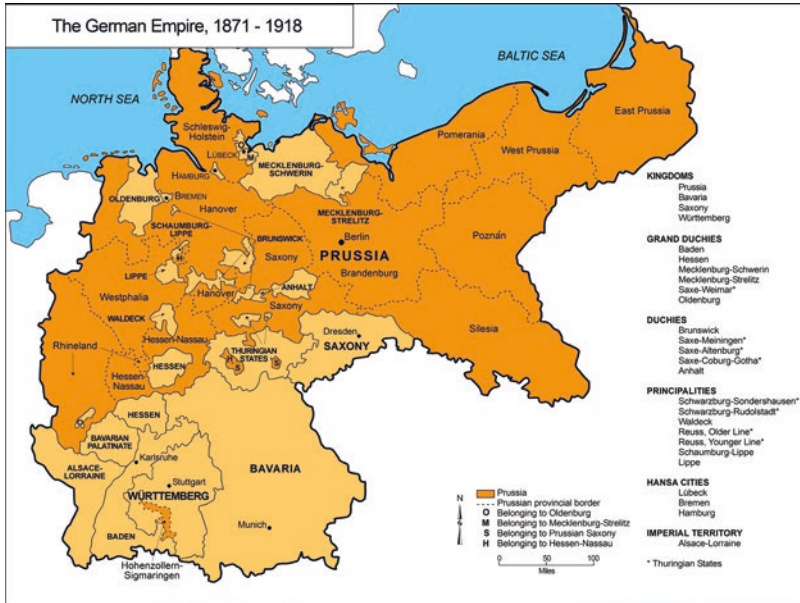 The German Empire, 1871 - 1918
BALTIC SEA
NORTH SEA
East Prussia
Schleswig-
Holstein
Pomerania
West Prussia
O
LÜBECK
M
MECKLENBURG-
SCHWERIN
HAMBURG
OLDENBURG
BREMEN
Hanover
SCHAUMBURG-
LIPPE
MECKLENBURG-
STRELITZ
BRUNSWICK
Berlin
PRUSSIA
Poznán
H
Saxony
LIPPE
Brandenburg
ANHALT
Westphalia
Hanover
Saxony
WALDECK
Silesia
Rhineland
Hessen-Nassau
Dresden
SAXONY
THURINGIAN
STATES
H
S
S
Hessen-
Nassau
HESSEN
O
HESSEN
BAVARIAN
PALATINATE
Karlsruhe
ALSACE-
LORRAINE
BAVARIA
Stuttgart
WÜRTTEMBERG
BADEN
Munich
Hohenzollern-
Sigmaringen
KINGDOMS
Prussia
Bavaria
Saxony
Württemberg
GRAND DUCHIES
Baden
Hessen
Mecklenburg-Schwerin
Mecklenburg-Strelitz
Saxe-Weimar*
Oldenburg
DUCHIES
Brunswick
Saxe-Meiningen*
Saxe-Altenburg*
Saxe-Coburg-Gotha*
Anhalt
PRINCIPALITIES
Schwarzburg-Sondershausen*
Schwarzburg-Rudolstadt*
Waldeck
Reuss, Older Line*
Reuss, Younger Line*
Schaumburg-Lippe
Lippe
HANSA CITIES
Lübeck
Bremen
Hamburg
IMPERIAL TERRITORY
Alsace-Lorraine
* Thuringian States
N
Prussia
Prussian provincial border
O Belonging to Oldenburg
M Belonging to Mecklenburg-Strelitz
S Belonging to Prussian Saxony
H Belonging to Hessen-Nassau
0 50 100
Miles